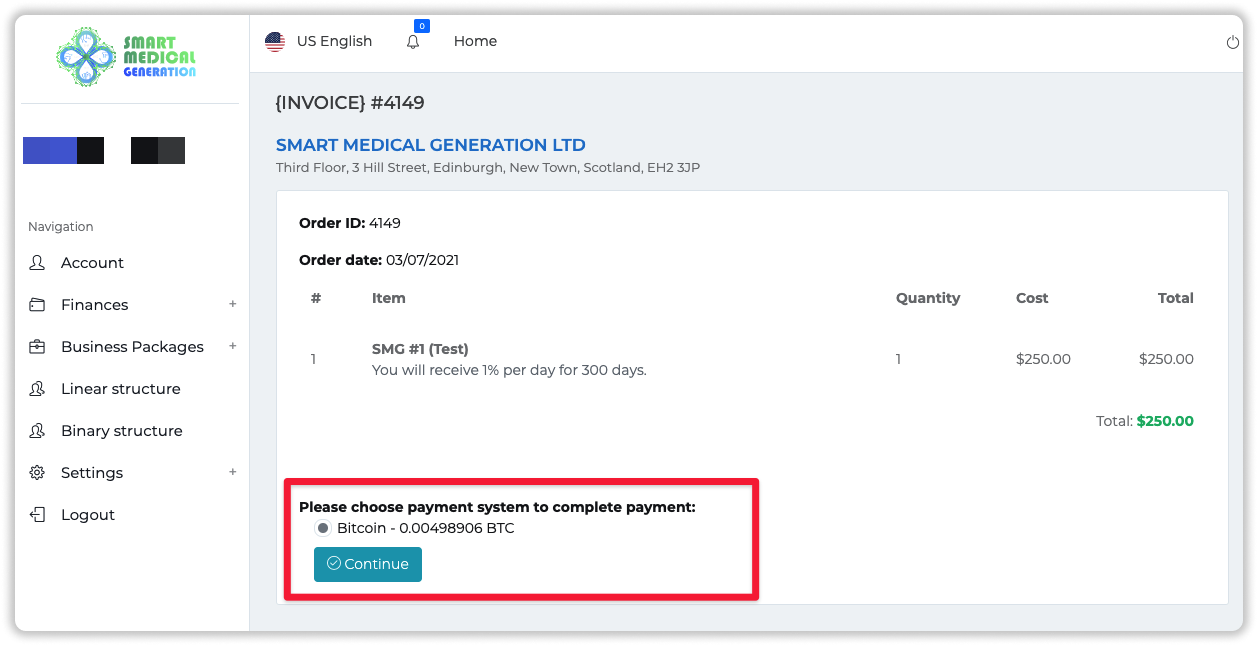 SMART
MEDICAL
GENERATION
US English
0
Home
{INVOICE} #4149
SMART MEDICAL GENERATION LTD
Third Floor, 3 Hill Street, Edinburgh, New Town, Scotland, EH2 3JP
Navigation
Account
Finances +
Business Packages +
Linear structure
Binary structure
Settings +
Logout
Order ID: 4149
Order date: 03/07/2021
# Item Quantity Cost Total
1 SMG #1 (Test) 1 $250.00 $250.00
You will receive 1% per day for 300 days.
Total: $250.00
Please choose payment system to complete payment:
Bitcoin - 0.00498906 BTC
Continue